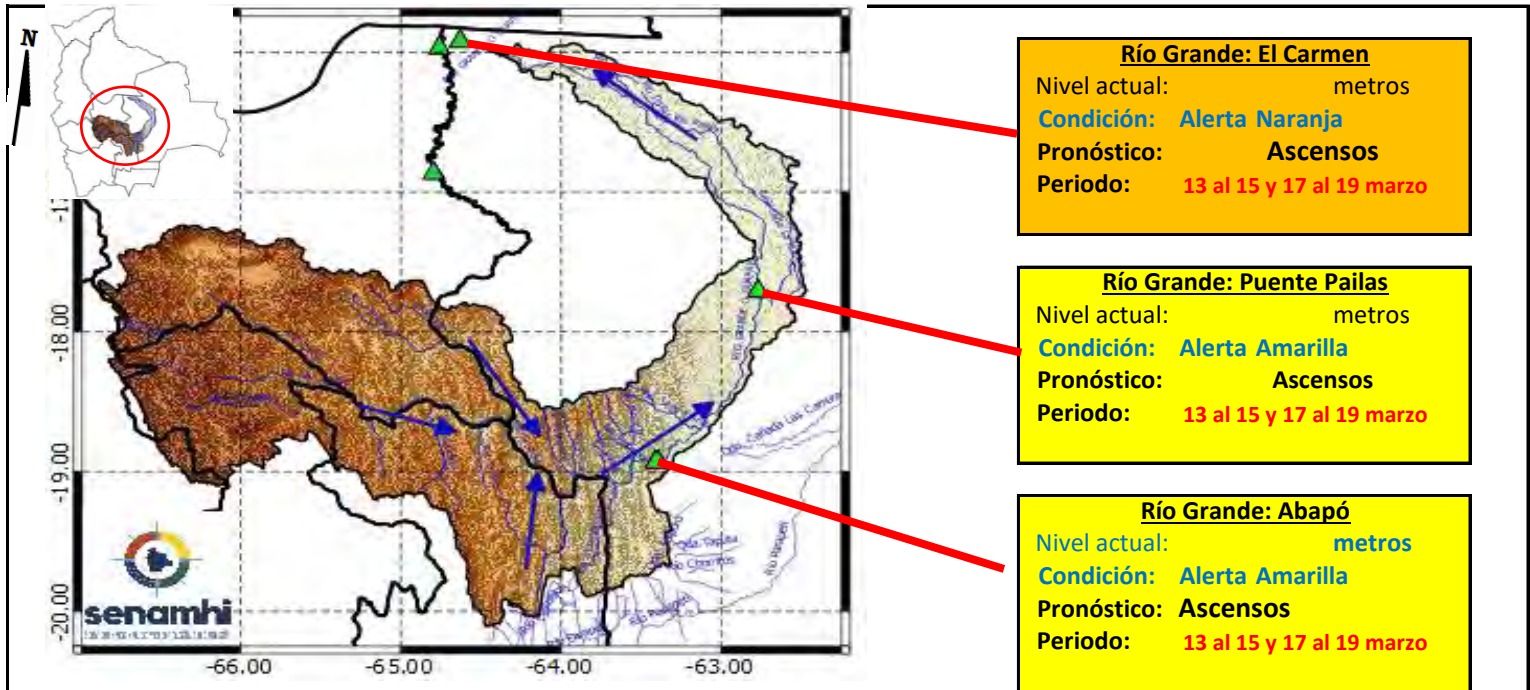 N
Río Grande: El Carmen
Nivel actual: metros
Condición: Alerta Naranja
Pronóstico: Ascensos
Periodo: 13 al 15 y 17 al 19 marzo
Río Grande: Puente Pailas
Nivel actual: metros
Condición: Alerta Amarilla
Pronóstico: Ascensos
Periodo: 13 al 15 y 17 al 19 marzo
Río Grande: Abapó
Nivel actual: metros
Condición: Alerta Amarilla
Pronóstico: Ascensos
Periodo: 13 al 15 y 17 al 19 marzo
-18.00
-19.00
-20.00
-66.00 -65.00 -64.00 -63.00
Qda. Cañada Las
senamhi